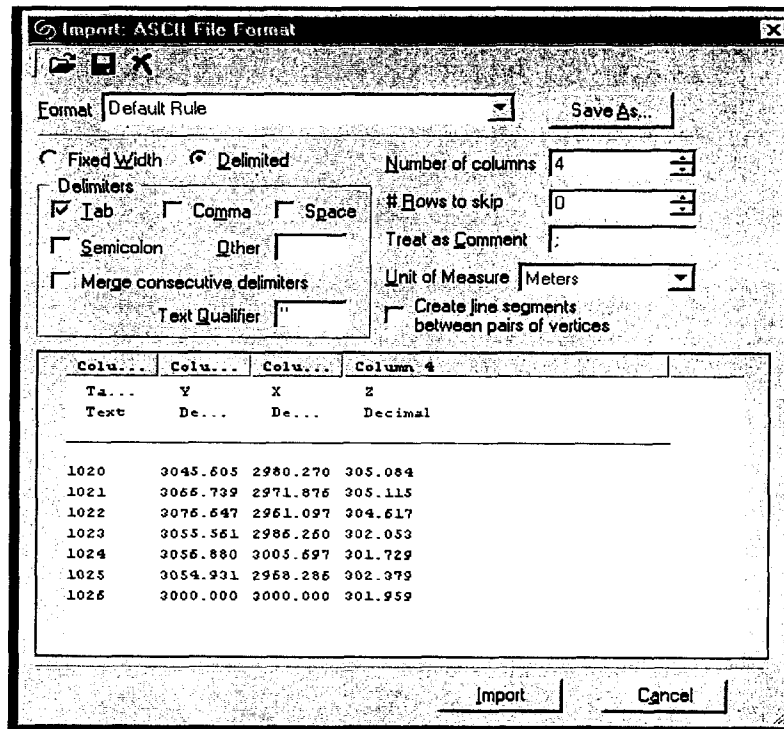 Import: ASCII File Format
Format Default Rule Save As...
Fixed Width Delimited
Number of columns 4
Delimiters
Tab Comma Space
# Rows to skip 0
Semicolon Other
Treat as Comment ;
Merge consecutive delimiters
Unit of Measure Meters
Text Qualifier "
Create line segments
between pairs of vertices
Colu... Colu... Colu... Column 4
Ta... Y X Z
Text De... De... Decimal
1020 3045.605 2980.270 305.084
1021 3066.739 2971.876 305.115
1022 3076.647 2961.097 304.617
1023 3055.561 2986.260 302.053
1024 3056.880 3005.697 301.729
1025 3054.931 2968.286 302.379
1026 3000.000 3000.000 301.959
Import Cancel